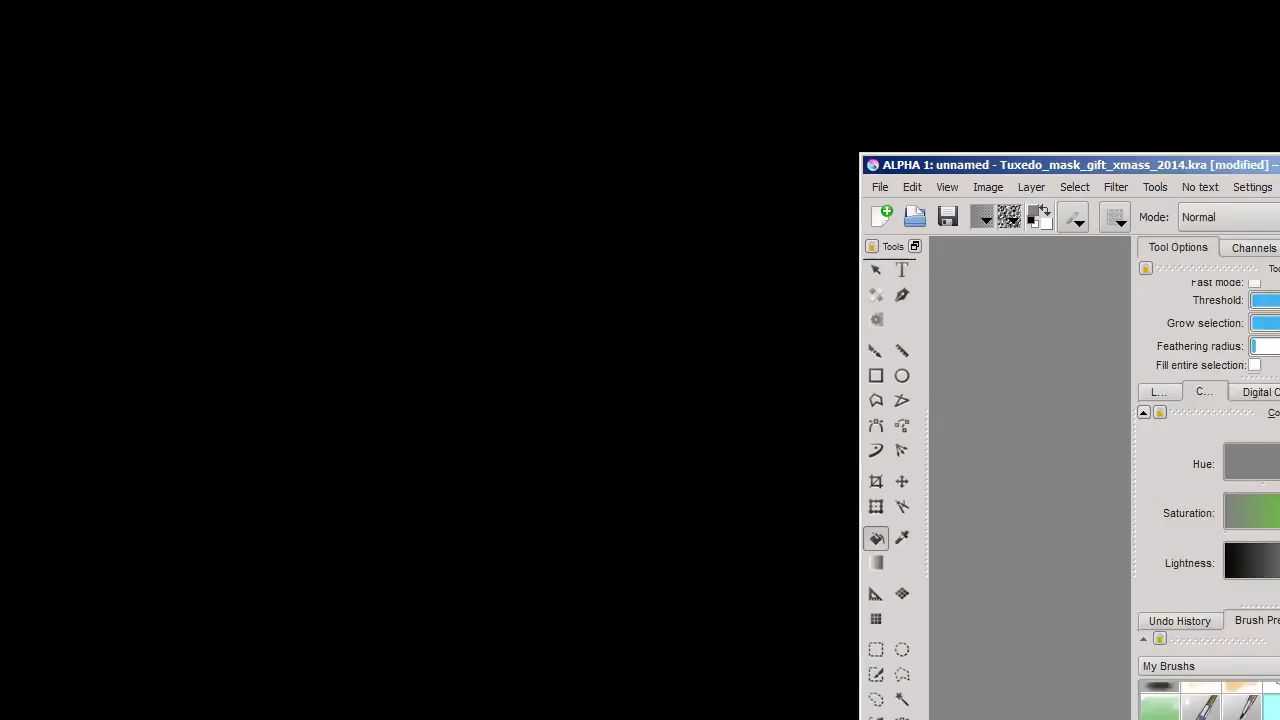 ALPHA 1: unnamed - Tuxedo_mask_gift_xmass_2014.kra [modified] --
File Edit View Image Layer Select Filter Tools No text Settings
Mode: Normal
Tools
Tool Options Channels
Fast mode:
Threshold:
Grow selection:
Feathering radius:
Fill entire selection:
L... C... Digital C
Hue:
Saturation:
Lightness:
Undo History Brush Pre
My Brushes